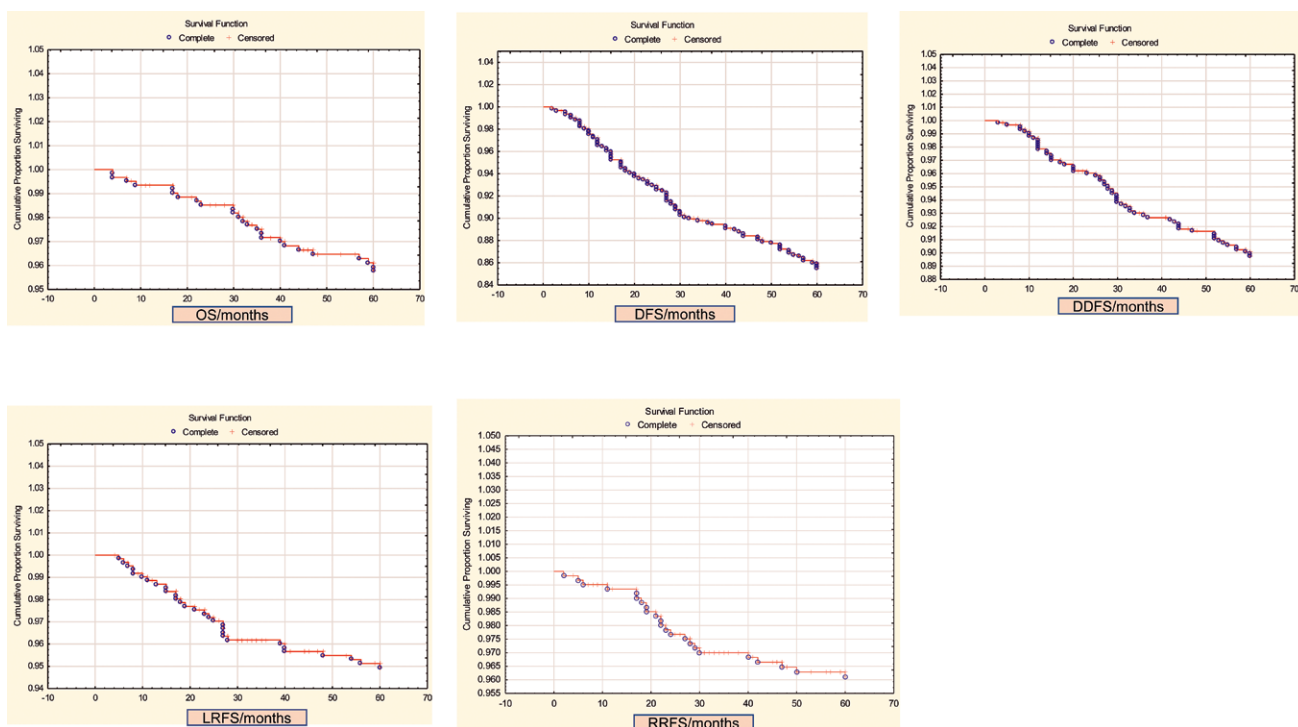 Survival Function
Complete Censored
Cumulative Proportion Surviving
1.05
1.04
1.03
1.02
1.01
1.00
0.99
0.98
0.97
0.96
0.95
-10 0 10 20 30 40 50 60 70
OS/months
Survival Function
Complete Censored
Cumulative Proportion Surviving
1.04
1.02
1.00
0.98
0.96
0.94
0.92
0.90
0.88
0.86
0.84
-10 0 10 20 30 40 50 60 70
DFS/months
Survival Function
Complete Censored
Cumulative Proportion Surviving
1.05
1.04
1.03
1.02
1.01
1.00
0.99
0.98
0.97
0.96
0.95
0.94
0.93
0.92
0.91
0.90
0.89
0.88
-10 0 10 20 30 40 50 60 70
DDFS/months
Survival Function
Complete Censored
Cumulative Proportion Surviving
1.05
1.04
1.03
1.02
1.01
1.00
0.99
0.98
0.97
0.96
0.95
0.94
-10 0 10 20 30 40 50 60 70
LRFS/months
Survival Function
Complete Censored
Cumulative Proportion Surviving
1.050
1.045
1.040
1.035
1.030
1.025
1.020
1.015
1.010
1.005
1.000
0.995
0.990
0.985
0.980
0.975
0.970
0.965
0.960
0.955
-10 0 10 20 30 40 50 60 70
RRFS/months